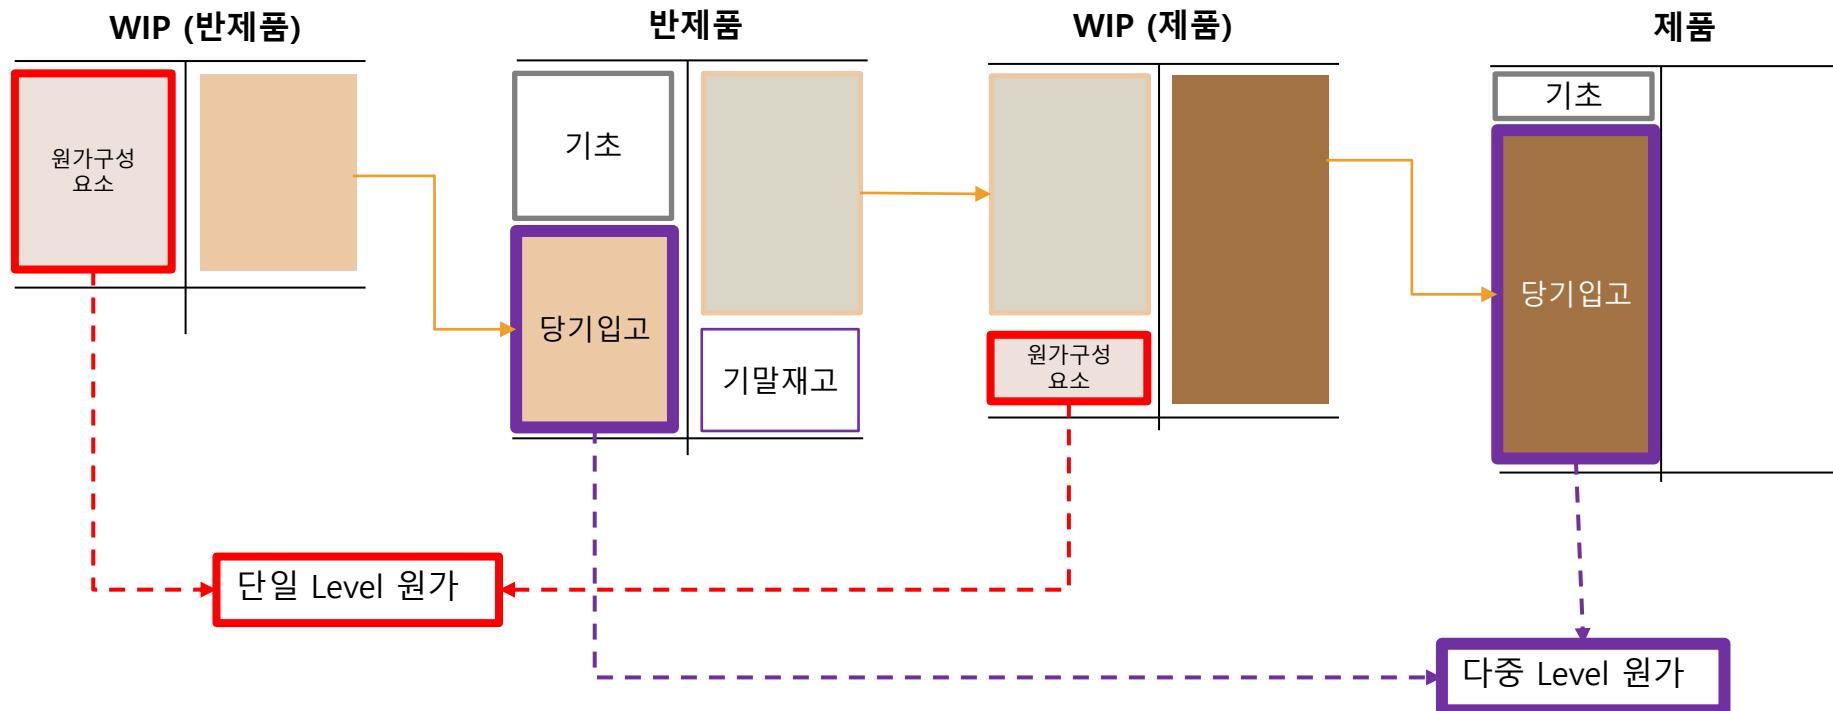 WIP (반제품)
반제품
WIP (제품)
제품
원가구성
요소
기초
당기입고
기말재고
원가구성
요소
기초
당기입고
단일 Level 원가
다중 Level 원가